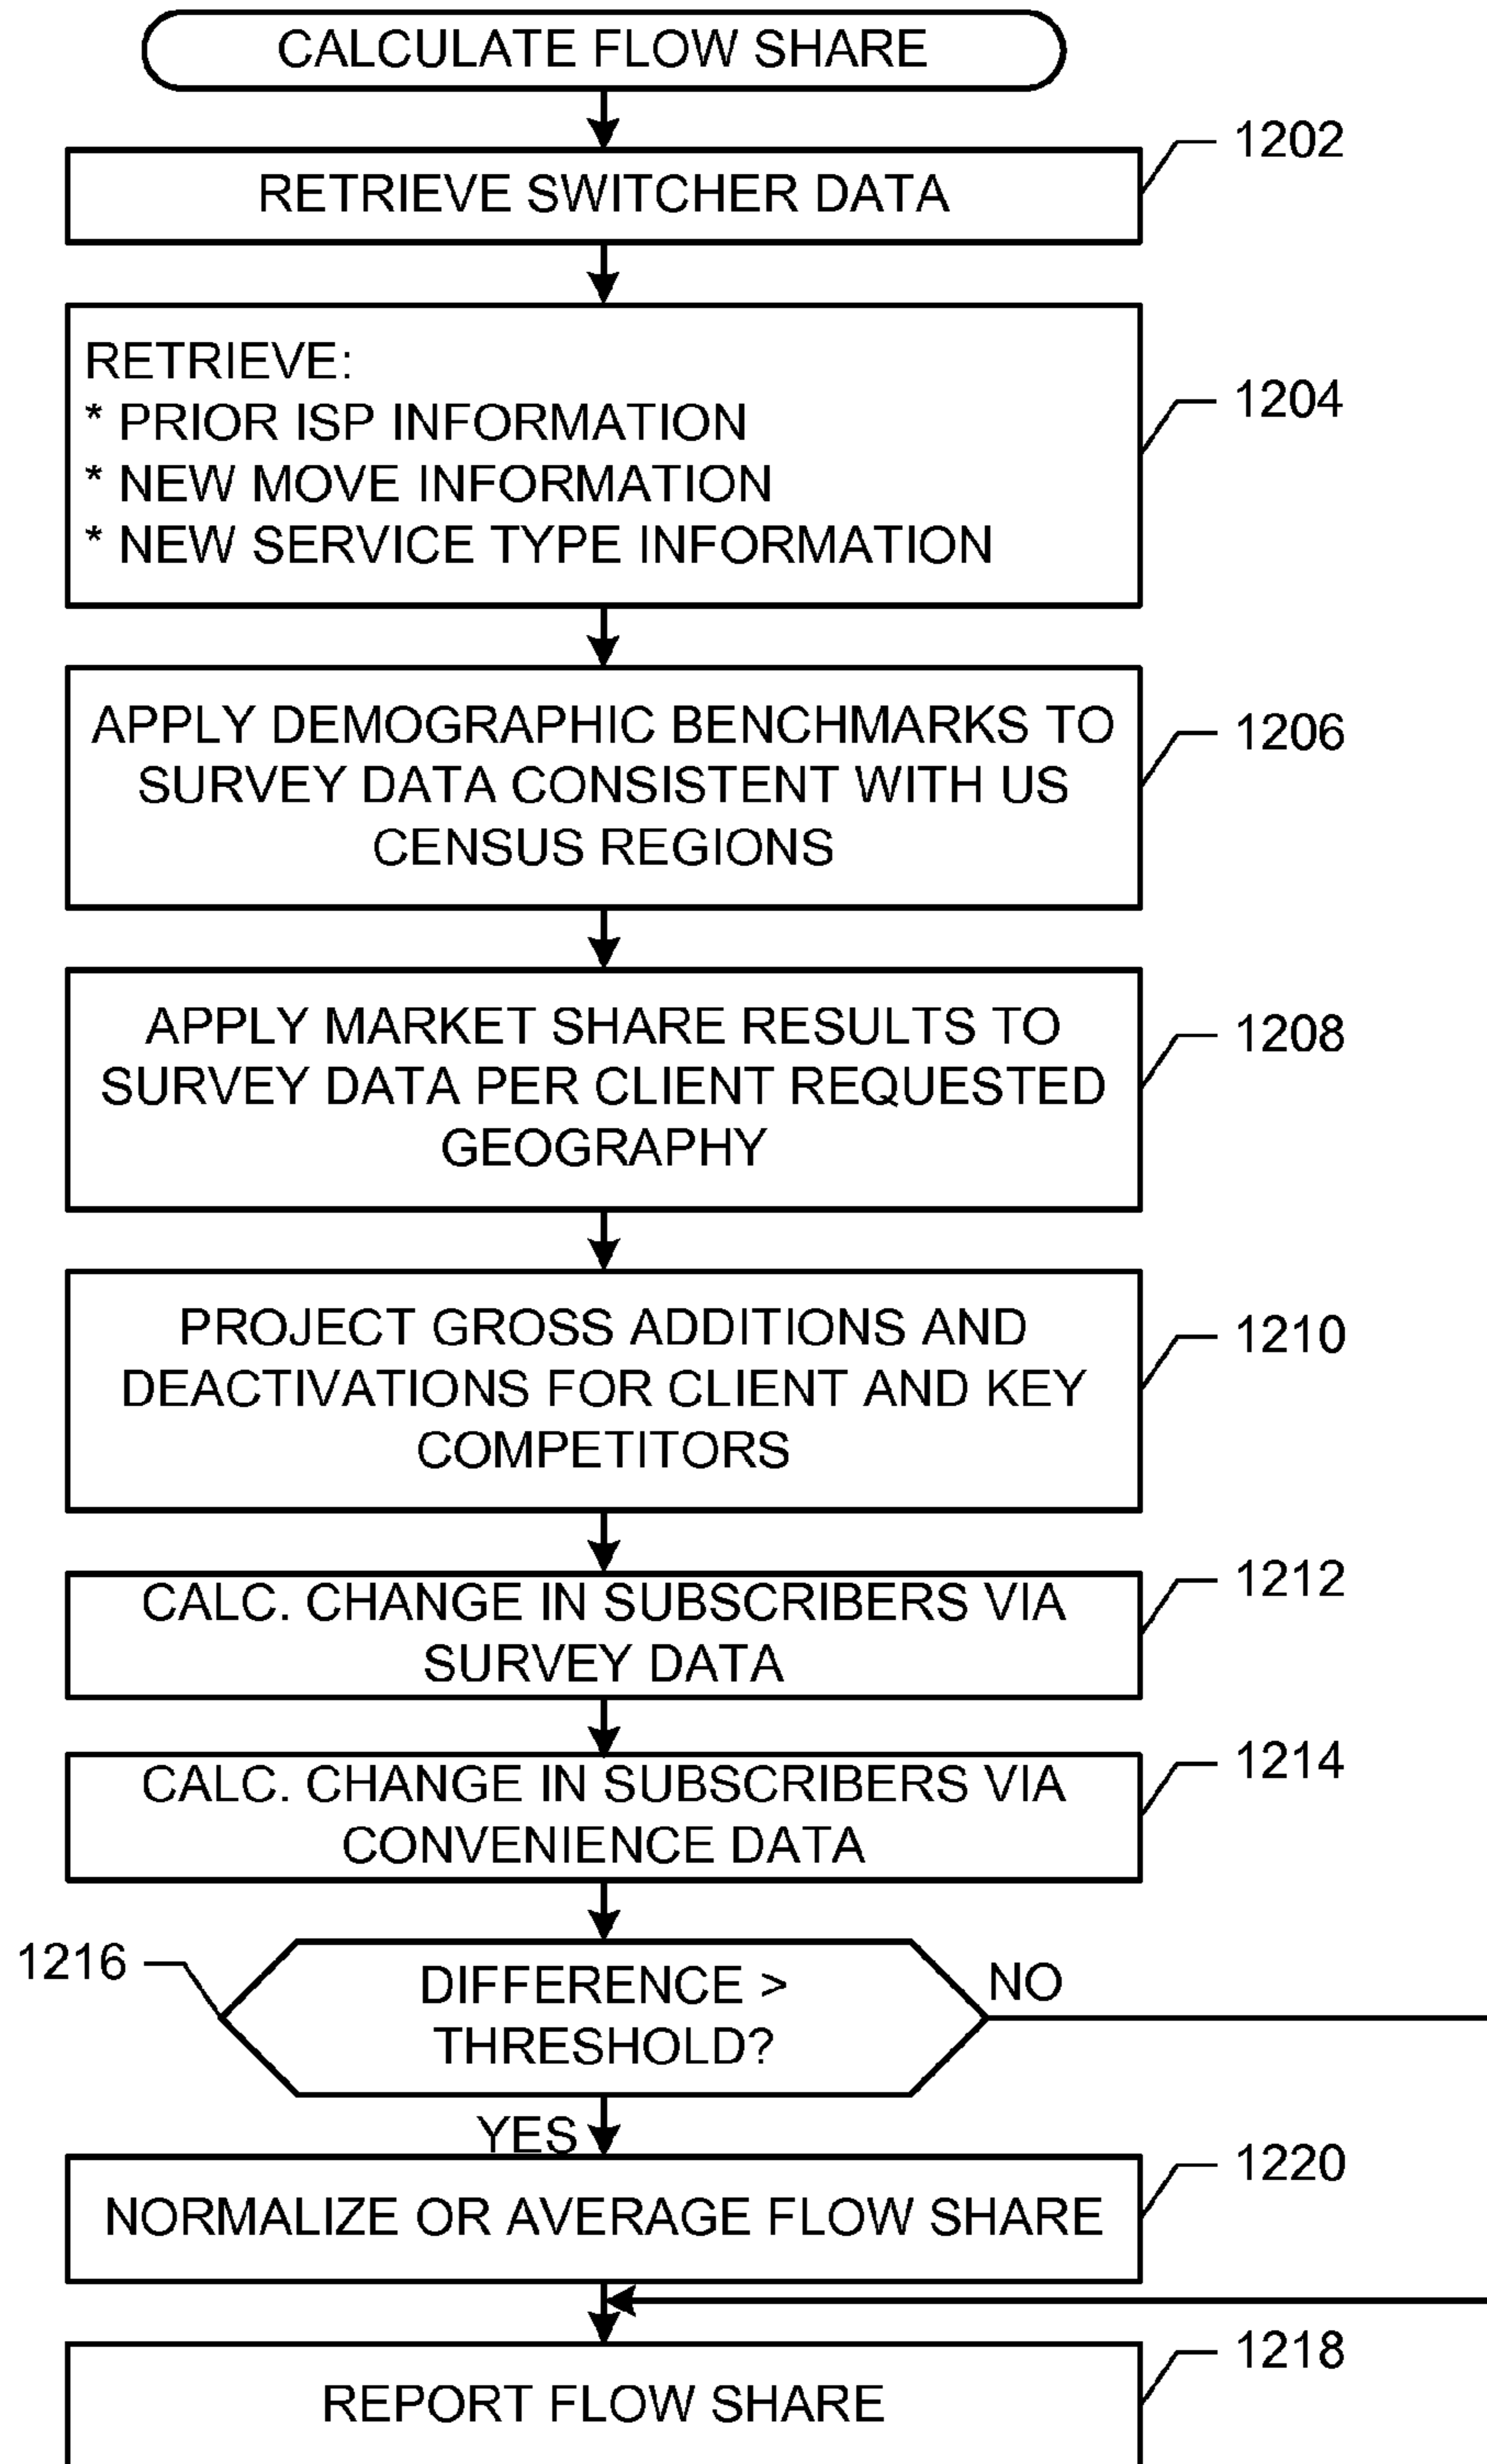 CALCULATE FLOW SHARE
1202
RETRIEVE SWITCHER DATA
RETRIEVE:
* PRIOR ISP INFORMATION
* NEW MOVE INFORMATION
* NEW SERVICE TYPE INFORMATION
1204
APPLY DEMOGRAPHIC BENCHMARKS TO
SURVEY DATA CONSISTENT WITH US
CENSUS REGIONS
1206
APPLY MARKET SHARE RESULTS TO
SURVEY DATA PER CLIENT REQUESTED
GEOGRAPHY
1208
PROJECT GROSS ADDITIONS AND
DEACTIVATIONS FOR CLIENT AND KEY
COMPETITORS
1210
CALC. CHANGE IN SUBSCRIBERS VIA
SURVEY DATA
1212
CALC. CHANGE IN SUBSCRIBERS VIA
CONVENIENCE DATA
1214
1216
DIFFERENCE >
THRESHOLD?
NO
YES
NORMALIZE OR AVERAGE FLOW SHARE
1220
REPORT FLOW SHARE
1218